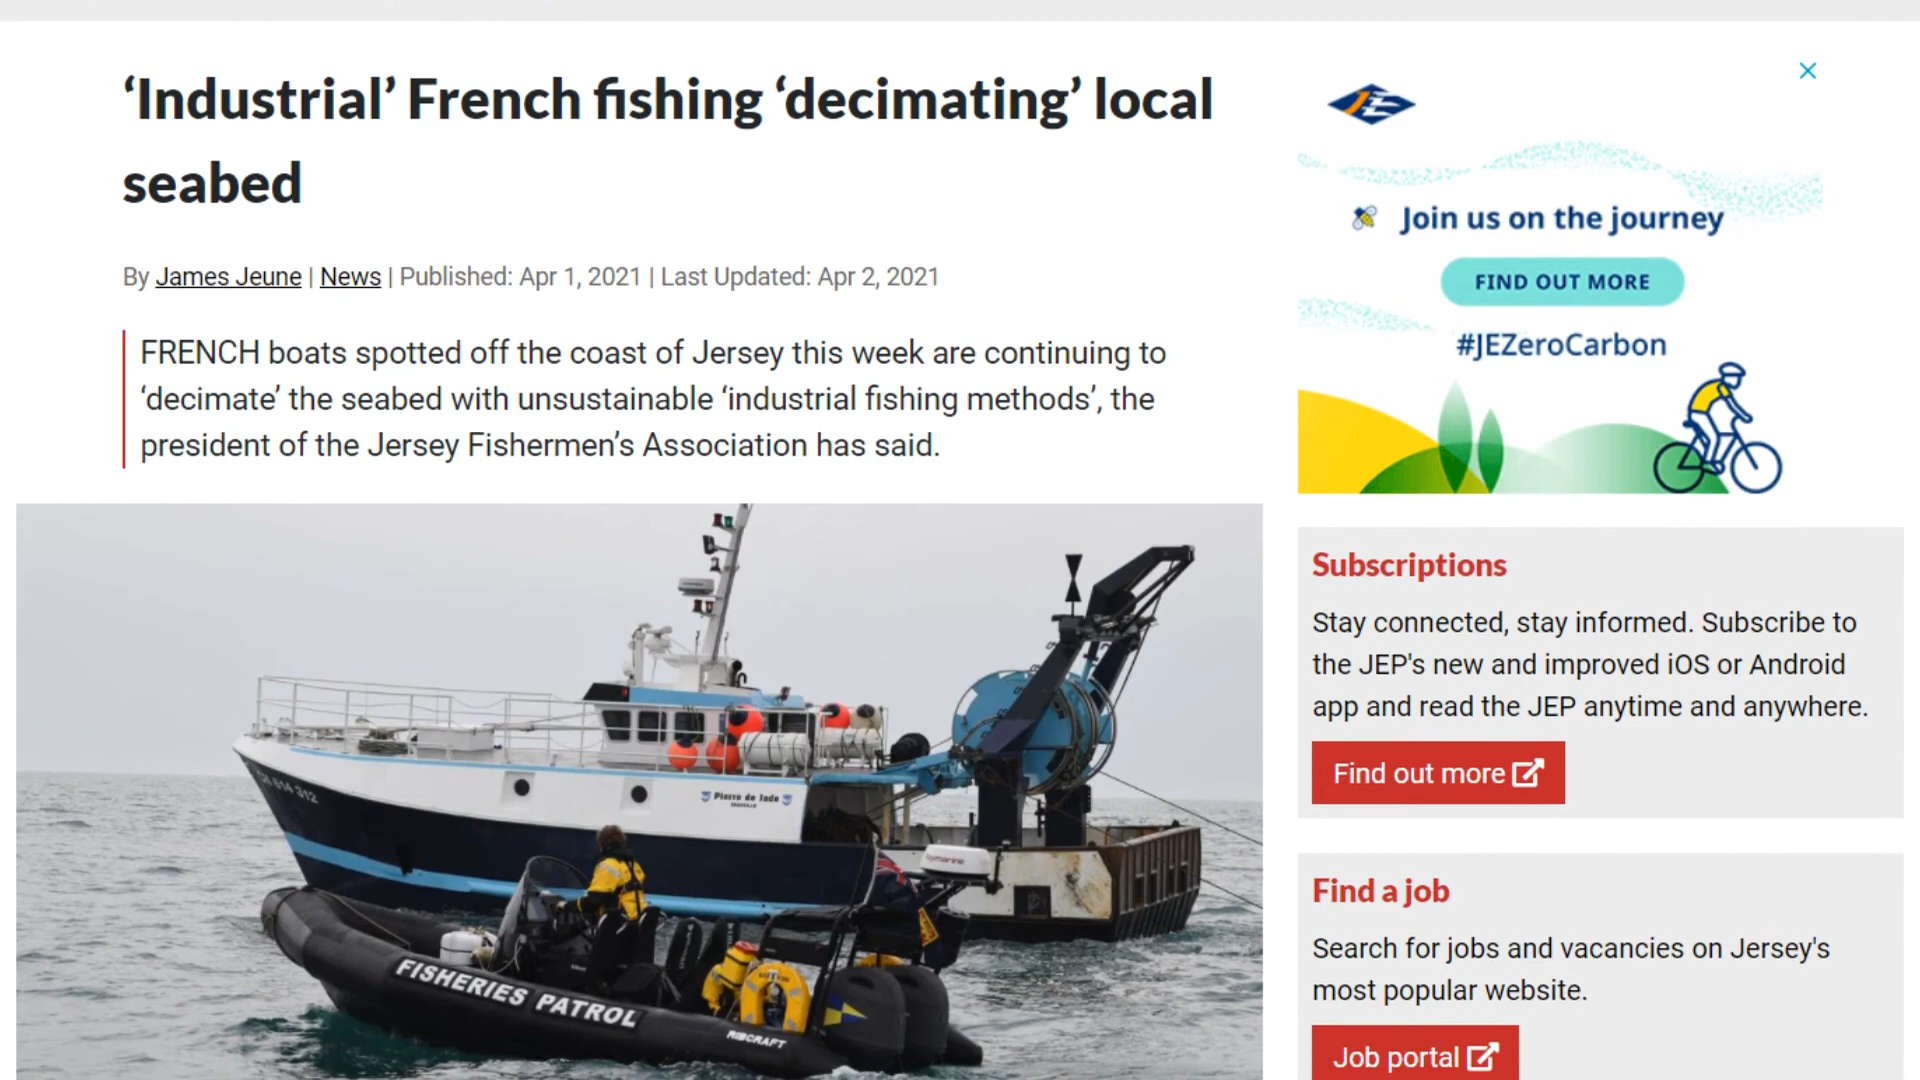 ‘Industrial’ French fishing ‘decimating’ local
seabed
By James Jeune | News | Published: Apr 1, 2021 | Last Updated: Apr 2, 2021
FRENCH boats spotted off the coast of Jersey this week are continuing to
‘decimate’ the seabed with unsustainable ‘industrial fishing methods’, the
president of the Jersey Fishermen’s Association has said.
Pierre de Jade
raymarine
FISHERIES PATROL
RIBCRAFT
Join us on the journey
FIND OUT MORE
#JEZeroCarbon
Subscriptions
Stay connected, stay informed. Subscribe to
the JEP's new and improved iOS or Android
app and read the JEP anytime and anywhere.
Find out more
Find a job
Search for jobs and vacancies on Jersey's
most popular website.
Job portal